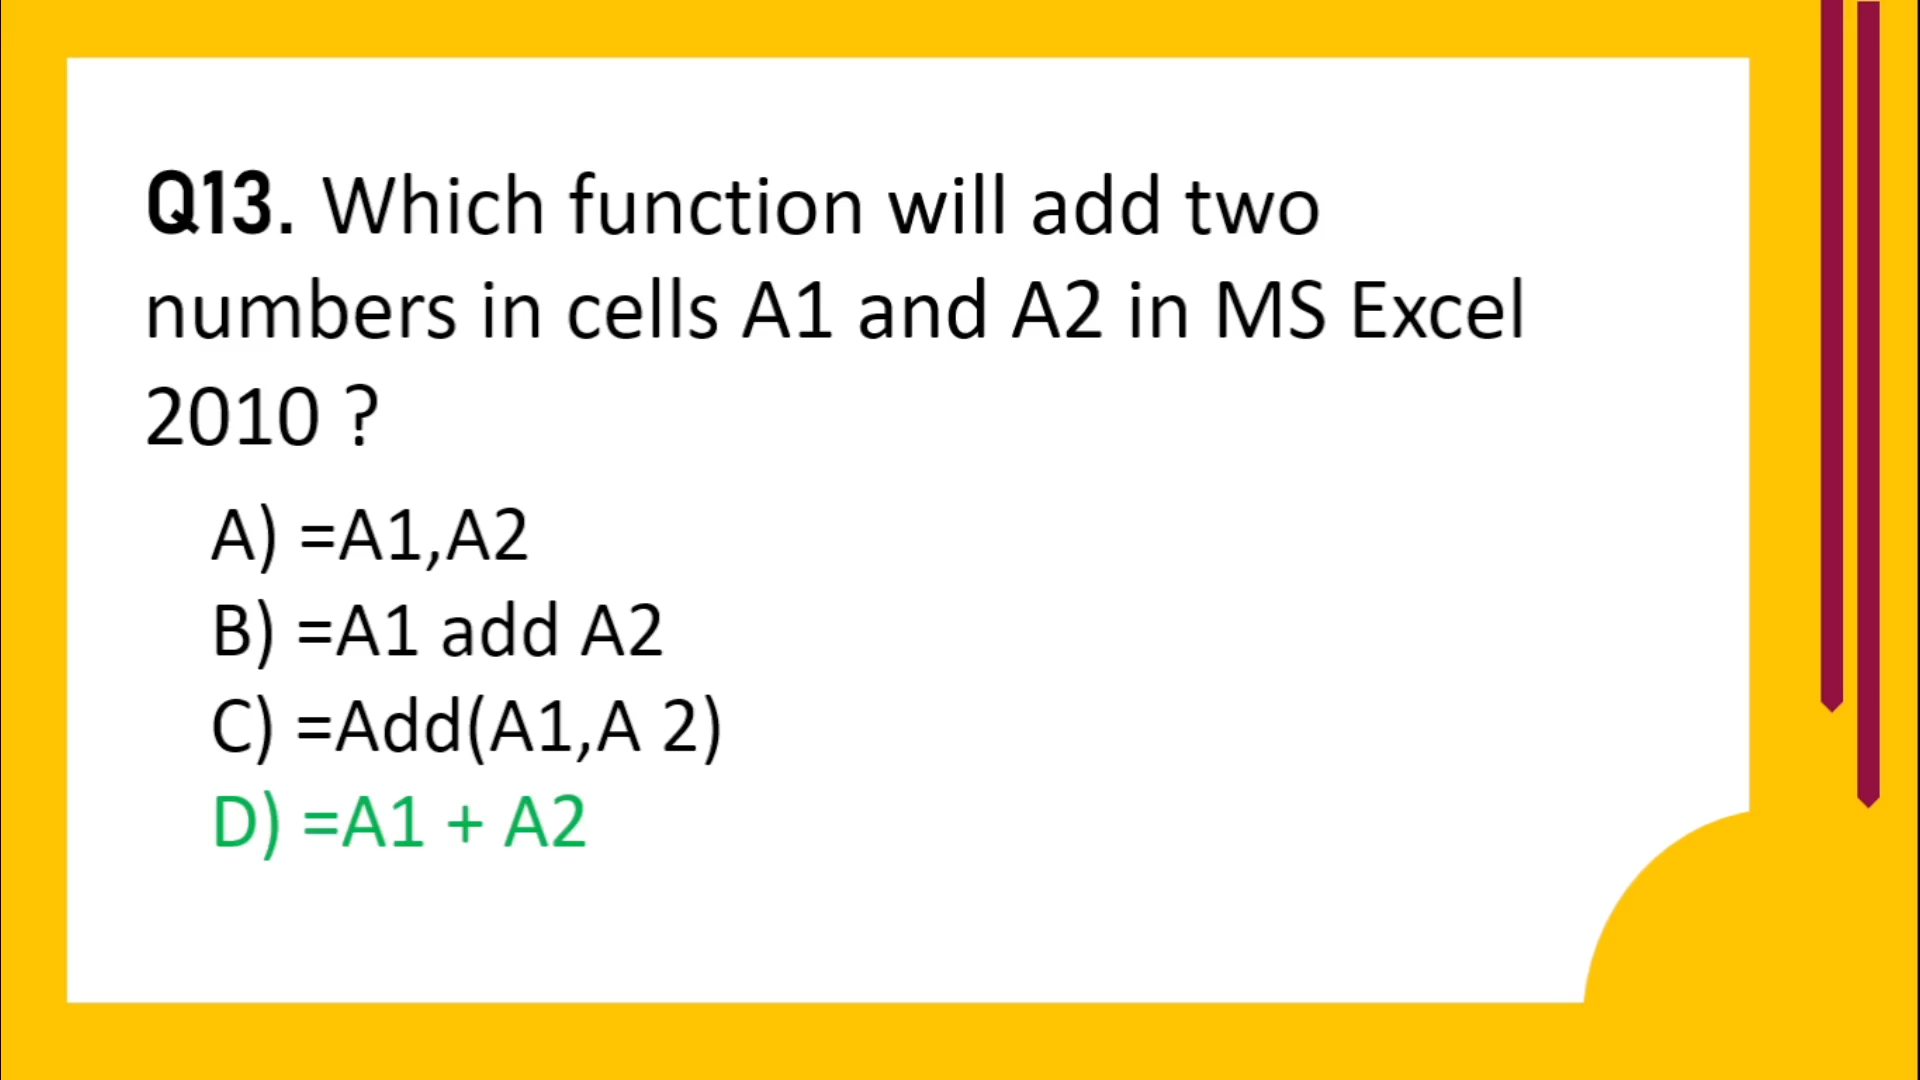 Q13. Which function will add two
numbers in cells A1 and A2 in MS Excel
2010 ?
A) =A1,A2
B) =A1 add A2
C) =Add(A1,A 2)
D) =A1 + A2